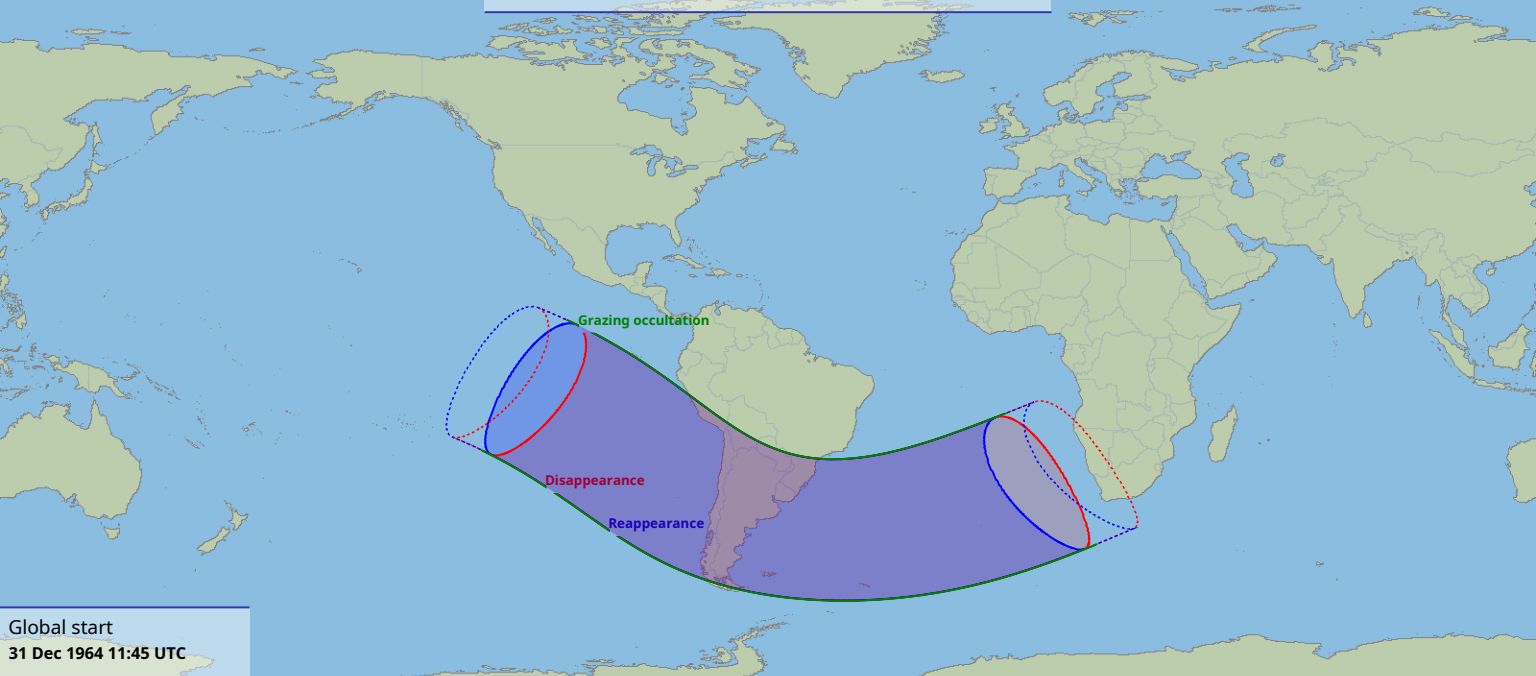 Grazing occultation
Disappearance
Reappearance
Global start
31 Dec 1964 11:45 UTC